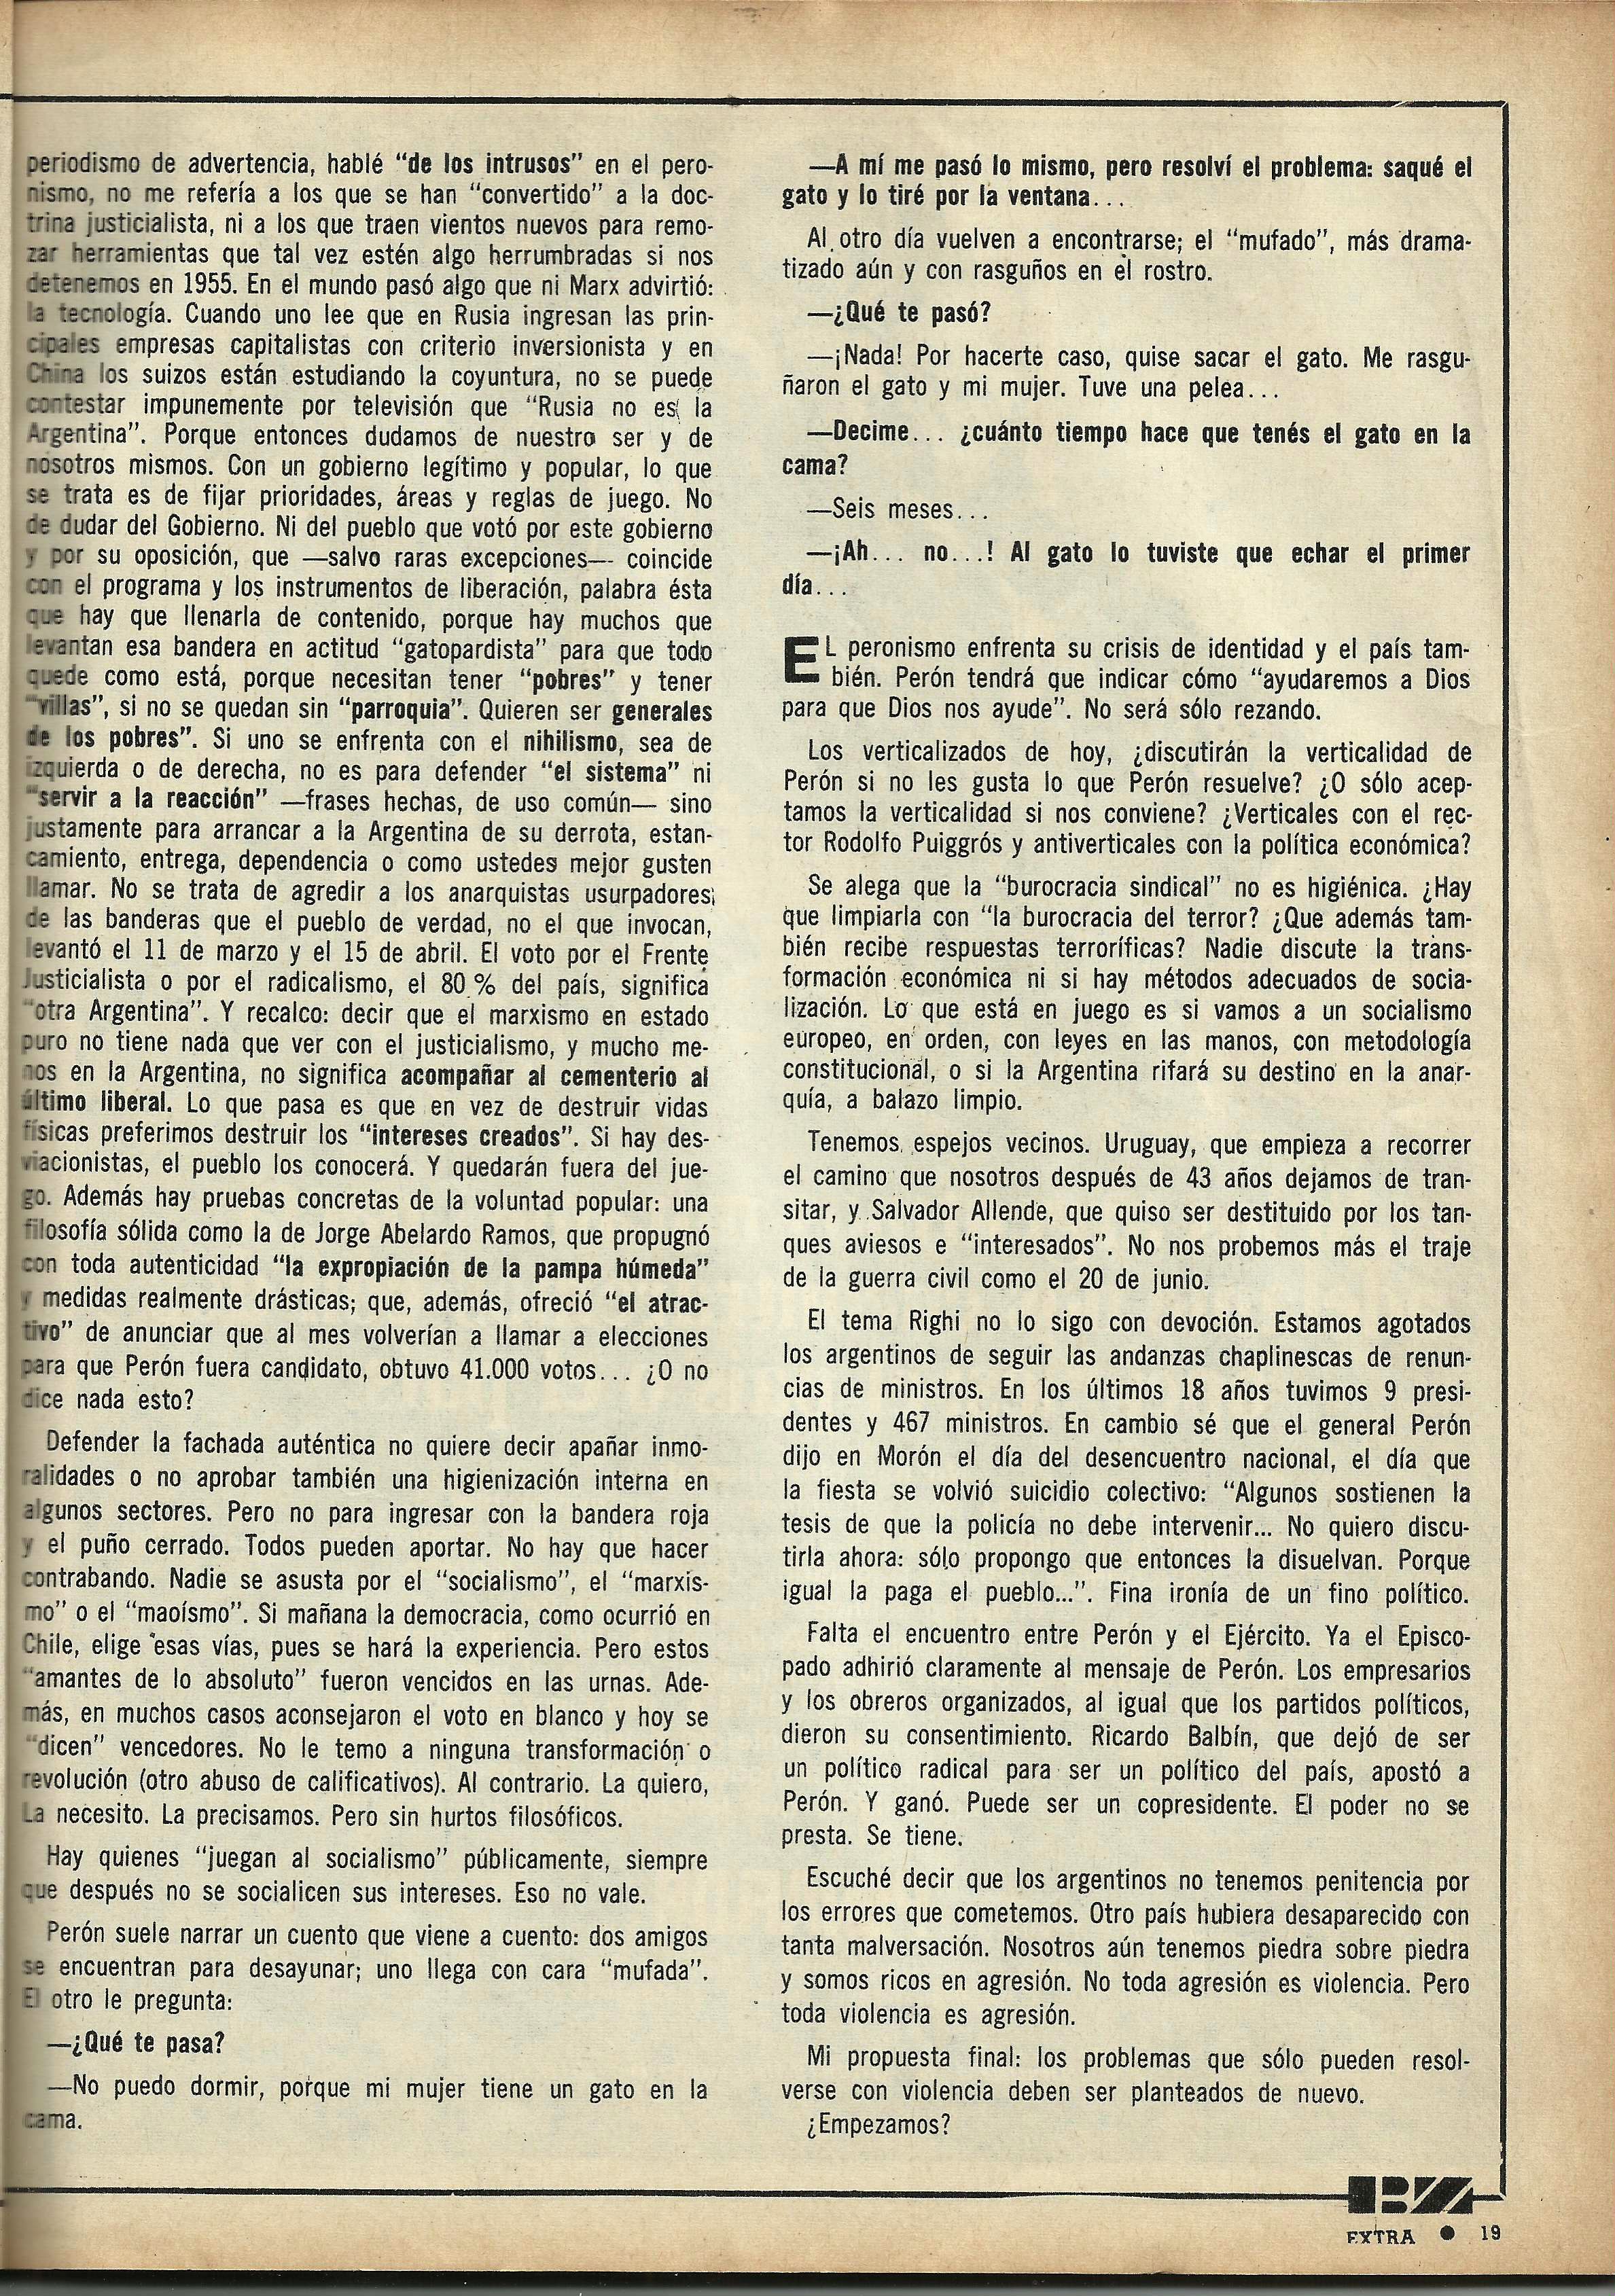 periodismo de advertencia, hablé “de los intrusos” en el pero-
nismo, no me refería a los que se han “convertido” a la doc-
trina justicialista, ni a los que traen vientos nuevos para remo-
zar herramientas que tal vez estén algo herrumbradas si nos
detenemos en 1955. En el mundo pasó algo que ni Marx advirtió:
la tecnología. Cuando uno lee que en Rusia ingresan las prin-
cipales empresas capitalistas con criterio inversionista y en
China los suizos están estudiando la coyuntura, no se puede
contestar impunemente por televisión que “Rusia no es la
Argentina”. Porque entonces dudamos de nuestro ser y de
nosotros mismos. Con un gobierno legítimo y popular, lo que
se trata es de fijar prioridades, áreas y reglas de juego. No
de dudar del Gobierno. Ni del pueblo que votó por este gobierno
y por su oposición, que —salvo raras excepciones— coincide
con el programa y los instrumentos de liberación, palabra ésta
que hay que llenarla de contenido, porque hay muchos que
levantan esa bandera en actitud “gatopardista” para que todo
quede como está, porque necesitan tener “pobres” y tener
“villas”, si no se quedan sin “parroquia”. Quieren ser generales
de los pobres”. Si uno se enfrenta con el nihilismo, sea de
izquierda o de derecha, no es para defender “el sistema” ni
“servir a la reacción” —frases hechas, de uso común— sino
justamente para arrancar a la Argentina de su derrota, estan-
camiento, entrega, dependencia o como ustedes mejor gusten
llamar. No se trata de agredir a los anarquistas usurpadores
de las banderas que el pueblo de verdad, no el que invocan,
levantó el 11 de marzo y el 15 de abril. El voto por el Frente
Justicialista o por el radicalismo, el 80 % del país, significa
“otra Argentina”. Y recalco: decir que el marxismo en estado
puro no tiene nada que ver con el justicialismo, y mucho me-
nos en la Argentina, no significa acompañar al cementerio al
último liberal. Lo que pasa es que en vez de destruir vidas
físicas preferimos destruir los “intereses creados”. Si hay des-
viacionistas, el pueblo los conocerá. Y quedarán fuera del jue-
go. Además hay pruebas concretas de la voluntad popular: una
filosofía sólida como la de Jorge Abelardo Ramos, que propugnó
con toda autenticidad “la expropiación de la pampa húmeda”
y medidas realmente drásticas; que, además, ofreció “el atrac-
tivo” de anunciar que al mes volverían a llamar a elecciones
para que Perón fuera candidato, obtuvo 41.000 votos... ¿O no
dice nada esto?
Defender la fachada auténtica no quiere decir apañar inmo-
ralidades o no aprobar también una higienización interna en
algunos sectores. Pero no para ingresar con la bandera roja
y el puño cerrado. Todos pueden aportar. No hay que hacer
contrabando. Nadie se asusta por el “socialismo”, el “marxis-
mo” o el “maoísmo”. Si mañana la democracia, como ocurrió en
Chile, elige esas vías, pues se hará la experiencia. Pero estos
“amantes de lo absoluto” fueron vencidos en las urnas. Ade-
más, en muchos casos aconsejaron el voto en blanco y hoy se
“dicen” vencedores. No le temo a ninguna transformación o
revolución (otro abuso de calificativos). Al contrario. La quiero,
La necesito. La precisamos. Pero sin hurtos filosóficos.
Hay quienes “juegan al socialismo” públicamente, siempre
que después no se socialicen sus intereses. Eso no vale.
Perón suele narrar un cuento que viene a cuento: dos amigos
se encuentran para desayunar; uno llega con cara “mufada”.
El otro le pregunta:
—¿Qué te pasa?
—No puedo dormir, porque mi mujer tiene un gato en la
cama.
—A mí me pasó lo mismo, pero resolví el problema: saqué el
gato y lo tiré por la ventana...
Al otro día vuelven a encontrarse; el “mufado”, más drama-
tizado aún y con rasguños en el rostro.
—¿Qué te pasó?
—¡Nada! Por hacerte caso, quise sacar el gato. Me rasgu-
ñaron el gato y mi mujer. Tuve una pelea...
—Decime... ¿cuánto tiempo hace que tenés el gato en la
cama?
—Seis meses...
—¡Ah... no...! Al gato lo tuviste que echar el primer
día...
EL peronismo enfrenta su crisis de identidad y el país tam-
bién. Perón tendrá que indicar cómo “ayudaremos a Dios
para que Dios nos ayude”. No será sólo rezando.
Los verticalizados de hoy, ¿discutirán la verticalidad de
Perón si no les gusta lo que Perón resuelve? ¿O sólo acep-
tamos la verticalidad si nos conviene? ¿Verticales con el rec-
tor Rodolfo Puiggrós y antiverticales con la política económica?
Se alega que la “burocracia sindical” no es higiénica. ¿Hay
que limpiarla con “la burocracia del terror? ¿Que además tam-
bién recibe respuestas terroríficas? Nadie discute la trans-
formación económica ni si hay métodos adecuados de socia-
lización. Lo que está en juego es si vamos a un socialismo
europeo, en orden, con leyes en las manos, con metodología
constitucional, o si la Argentina rifará su destino en la anar-
quía, a balazo limpio.
Tenemos espejos vecinos. Uruguay, que empieza a recorrer
el camino que nosotros después de 43 años dejamos de tran-
sitar, y Salvador Allende, que quiso ser destituido por los tan-
ques aviesos e “interesados”. No nos probemos más el traje
de la guerra civil como el 20 de junio.
El tema Righi no lo sigo con devoción. Estamos agotados
los argentinos de seguir las andanzas chaplinescas de renun-
cias de ministros. En los últimos 18 años tuvimos 9 presi-
dentes y 467 ministros. En cambio sé que el general Perón
dijo en Morón el día del desencuentro nacional, el día que
la fiesta se volvió suicidio colectivo: “Algunos sostienen la
tesis de que la policía no debe intervenir... No quiero discu-
tirla ahora: sólo propongo que entonces la disuelvan. Porque
igual la paga el pueblo...”. Fina ironía de un fino político.
Falta el encuentro entre Perón y el Ejército. Ya el Episco-
pado adhirió claramente al mensaje de Perón. Los empresarios
y los obreros organizados, al igual que los partidos políticos,
dieron su consentimiento. Ricardo Balbín, que dejó de ser
un político radical para ser un político del país, apostó a
Perón. Y ganó. Puede ser un copresidente. El poder no se
presta. Se tiene.
Escuché decir que los argentinos no tenemos penitencia por
los errores que cometemos. Otro país hubiera desaparecido con
tanta malversación. Nosotros aún tenemos piedra sobre piedra
y somos ricos en agresión. No toda agresión es violencia. Pero
toda violencia es agresión.
Mi propuesta final: los problemas que sólo pueden resol-
verse con violencia deben ser planteados de nuevo.
¿Empezamos?
EXTRA ● 19